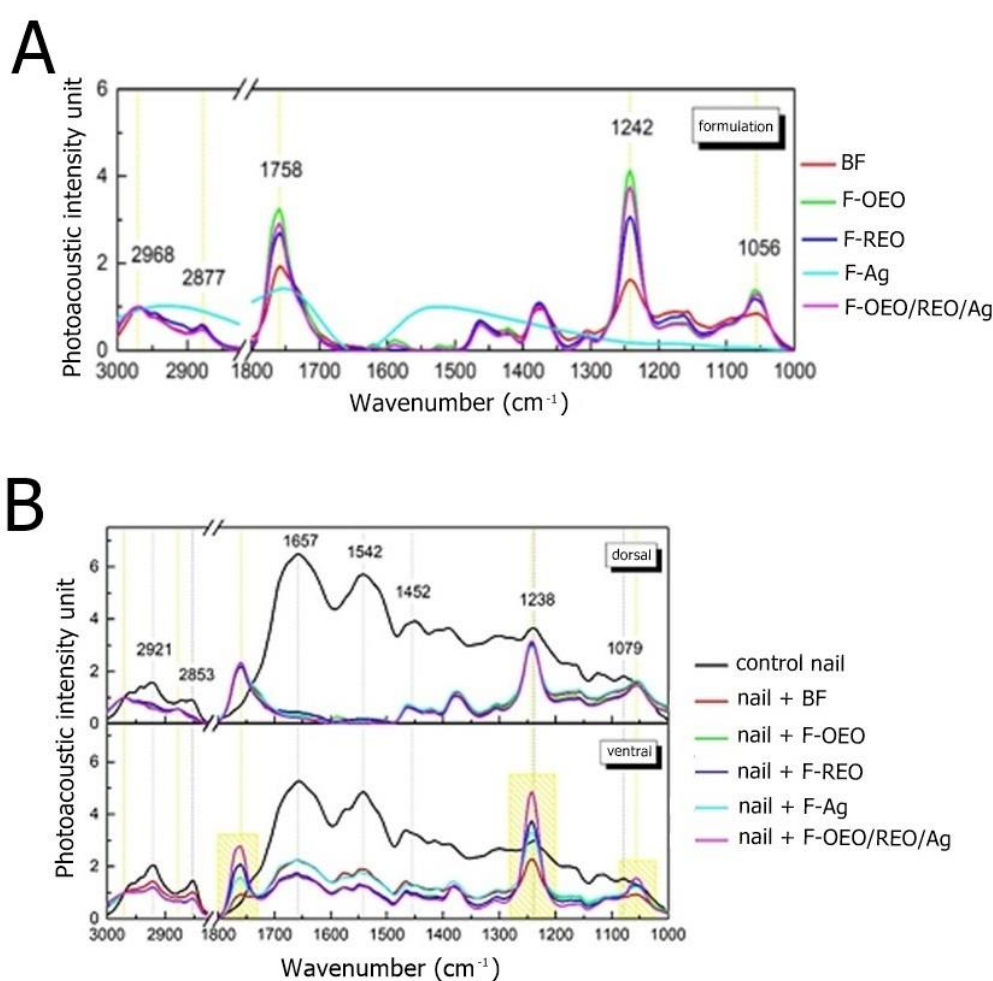 A
Photoacoustic intensity unit
6
4
2
0
2968
2877
1758
1242
1056
formulation
3000 2900 1800 1700 1600 1500 1400 1300 1200 1100 1000
Wavenumber (cm⁻¹)
BF
F-OEO
F-REO
F-Ag
F-OEO/REO/Ag
B
Photoacoustic intensity unit
6
4
2
0
2921
2853
1657
1542
1452
1238
1079
dorsal
6
4
2
0
ventral
3000 2900 1800 1700 1600 1500 1400 1300 1200 1100 1000
Wavenumber (cm⁻¹)
control nail
nail + BF
nail + F-OEO
nail + F-REO
nail + F-Ag
nail + F-OEO/REO/Ag